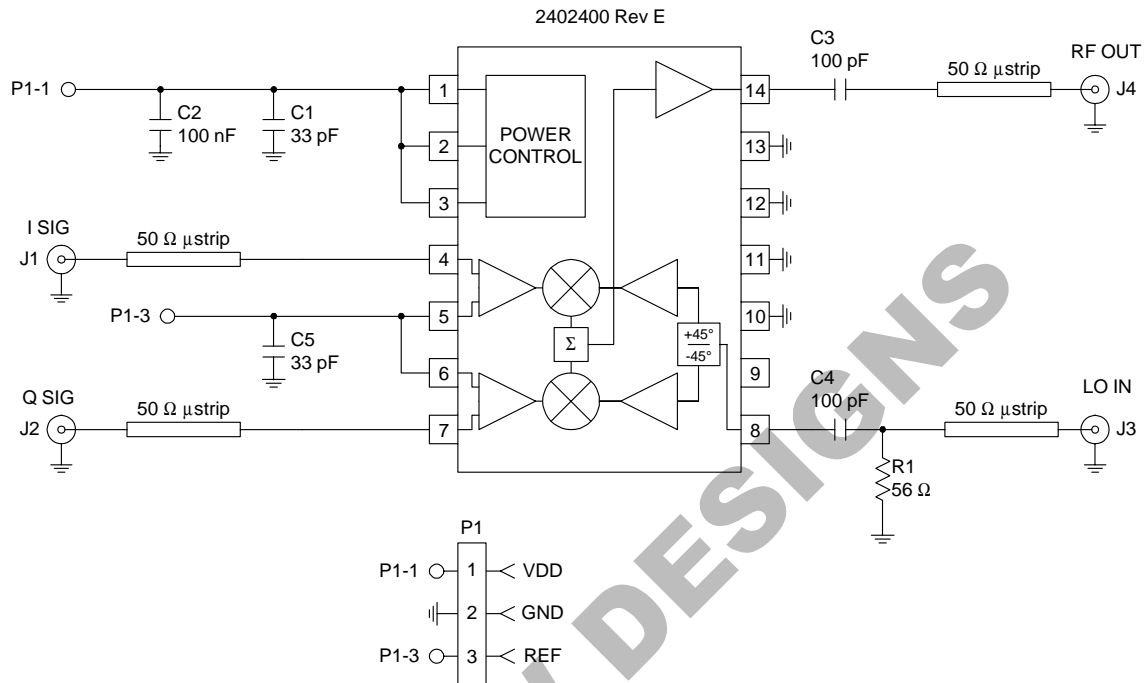 2402400 Rev E
P1-1
C2
100 nF
C1
33 pF
1
2
3
POWER
CONTROL
14
13
12
11
10
9
8
C3
100 pF
50 Ω µstrip
RF OUT
J4
I SIG
J1
50 Ω µstrip
4
P1-3
C5
33 pF
5
6
Σ
+45°
-45°
Q SIG
J2
50 Ω µstrip
7
C4
100 pF
50 Ω µstrip
LO IN
J3
R1
56 Ω
P1
P1-1
1
VDD
2
GND
P1-3
3
REF
DESIGNS